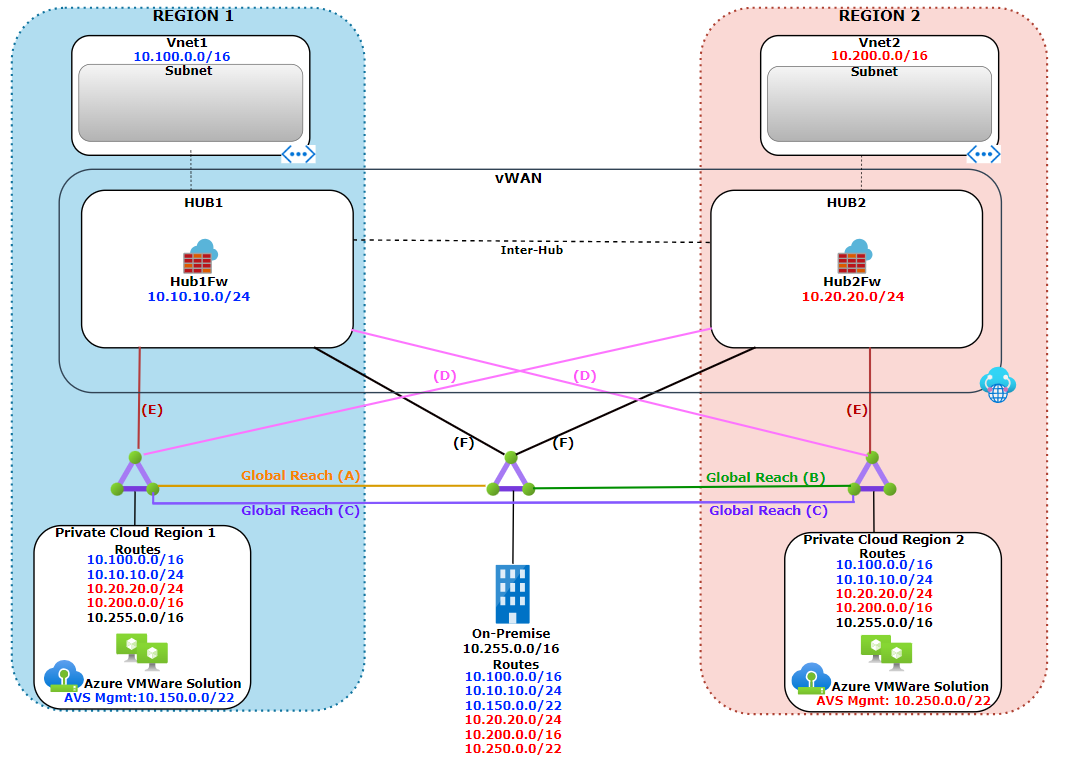 REGION 1
REGION 2
Vnet1
10.100.0.0/16
Subnet
Vnet2
10.200.0.0/16
Subnet
vWAN
HUB1
HUB2
Inter-Hub
Hub1Fw
10.10.10.0/24
Hub2Fw
10.20.20.0/24
(D)
(D)
(E)
(E)
(F)
(F)
Global Reach (A)
Global Reach (B)
Global Reach (C)
Global Reach (C)
Private Cloud Region 1
Routes
10.100.0.0/16
10.10.10.0/24
10.20.20.0/24
10.200.0.0/16
10.255.0.0/16
Azure VMWare Solution
AVS Mgmt:10.150.0.0/22
On-Premise
10.255.0.0/16
Routes
10.100.0.0/16
10.10.10.0/24
10.150.0.0/22
10.20.20.0/24
10.200.0.0/16
10.250.0.0/22
Private Cloud Region 2
Routes
10.100.0.0/16
10.10.10.0/24
10.20.20.0/24
10.200.0.0/16
10.255.0.0/16
Azure VMWare Solution
AVS Mgmt: 10.250.0.0/22